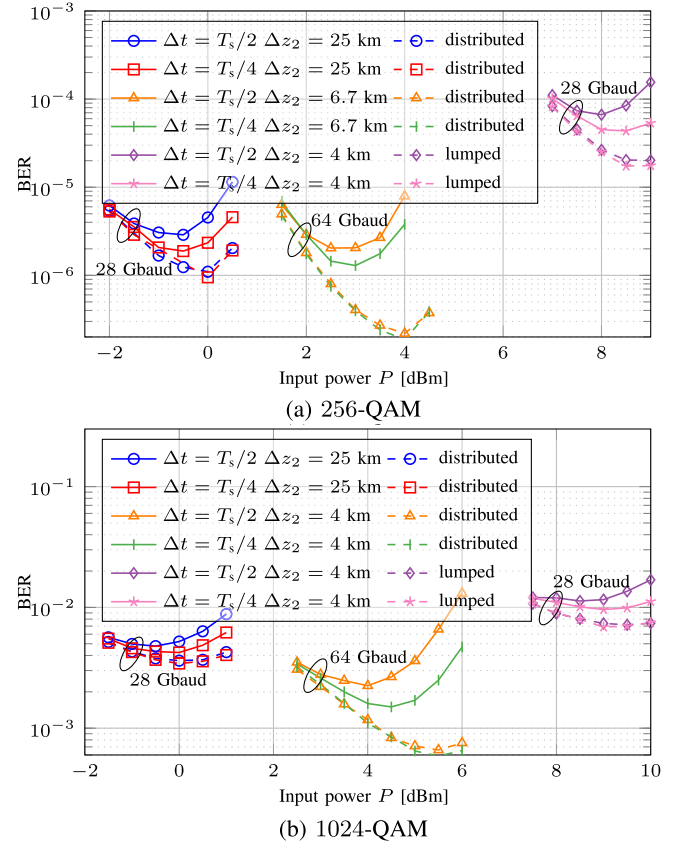 10⁻³
10⁻⁴
10⁻⁵
10⁻⁶
BER
Δt = Tₛ/2 Δz₂ = 25 km distributed
Δt = Tₛ/4 Δz₂ = 25 km distributed
Δt = Tₛ/2 Δz₂ = 6.7 km distributed
Δt = Tₛ/4 Δz₂ = 6.7 km distributed
Δt = Tₛ/2 Δz₂ = 4 km lumped
Δt = Tₛ/4 Δz₂ = 4 km lumped
28 Gbaud
64 Gbaud
28 Gbaud
−2 0 2 4 6 8
Input power P [dBm]
(a) 256-QAM
10⁻¹
10⁻²
10⁻³
BER
Δt = Tₛ/2 Δz₂ = 25 km distributed
Δt = Tₛ/4 Δz₂ = 25 km distributed
Δt = Tₛ/2 Δz₂ = 4 km distributed
Δt = Tₛ/4 Δz₂ = 4 km distributed
Δt = Tₛ/2 Δz₂ = 4 km lumped
Δt = Tₛ/4 Δz₂ = 4 km lumped
28 Gbaud
64 Gbaud
28 Gbaud
−2 0 2 4 6 8 10
Input power P [dBm]
(b) 1024-QAM